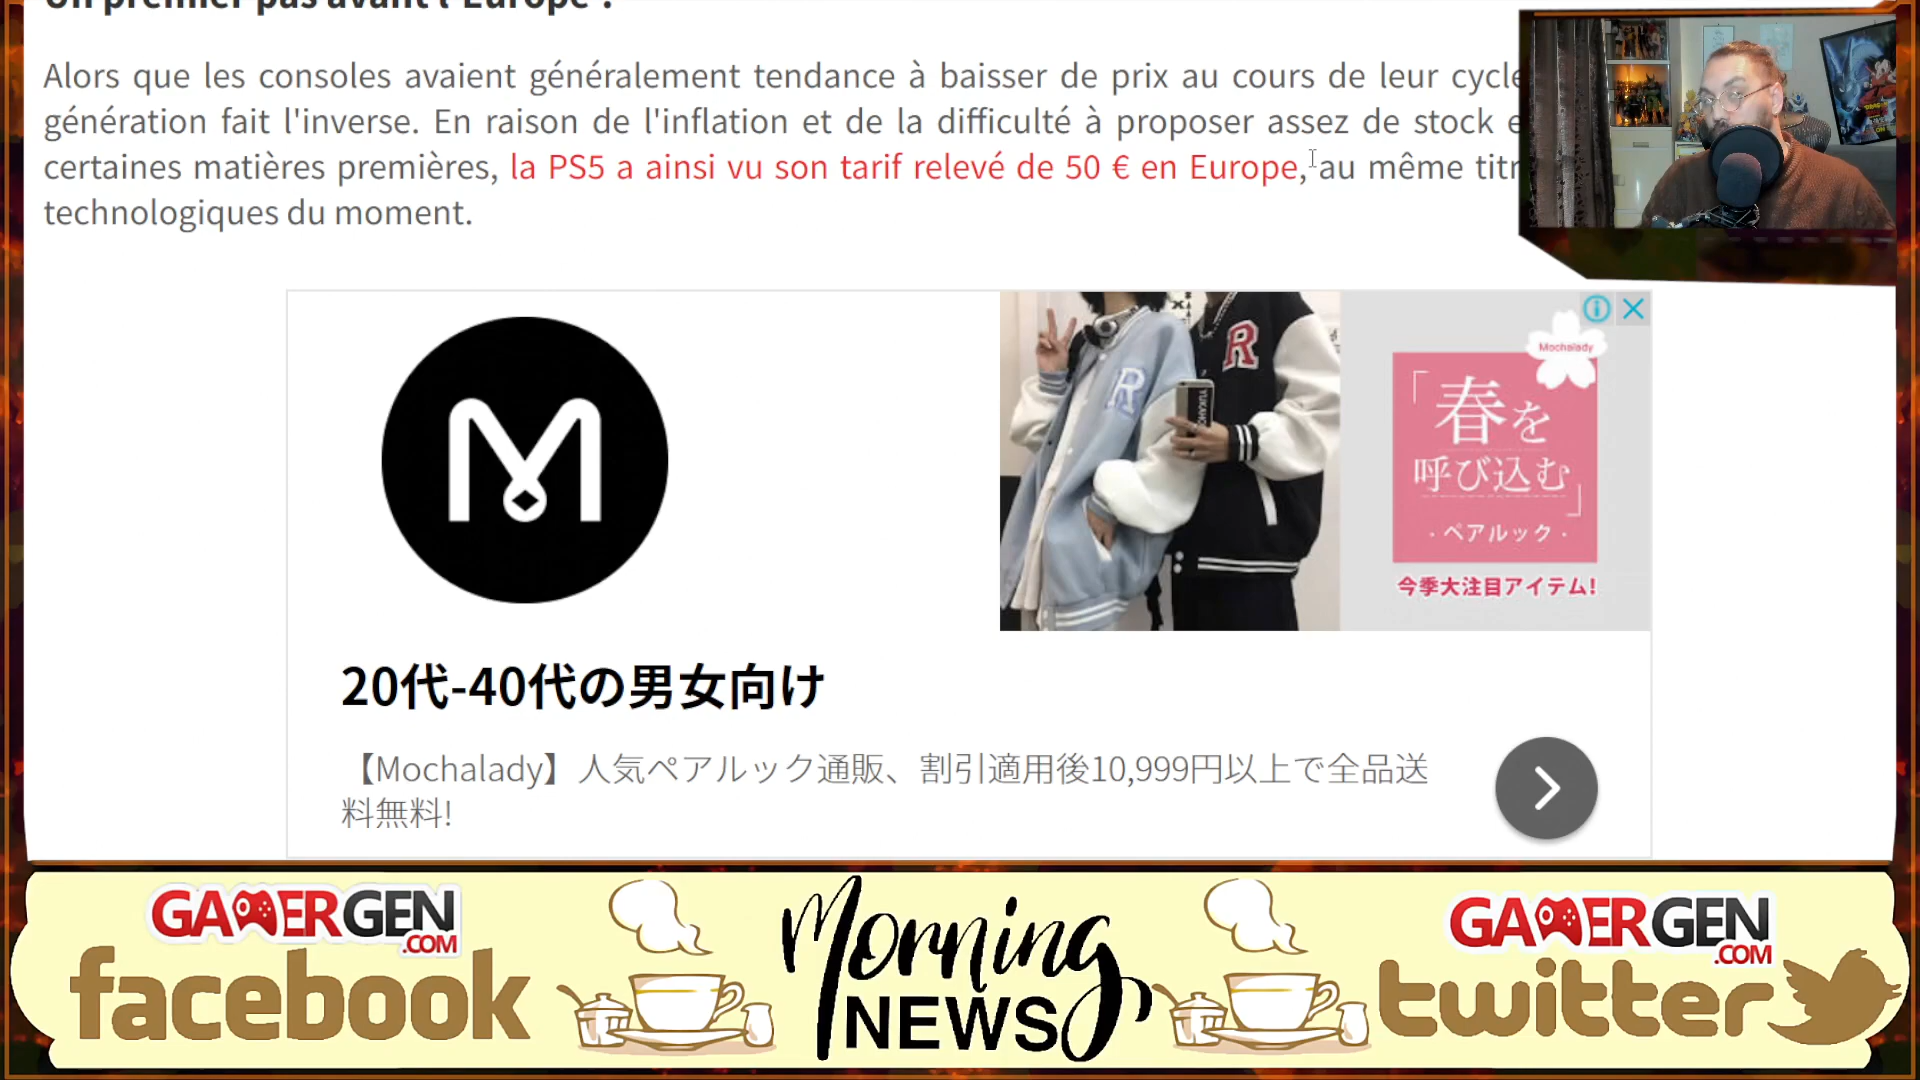 Un premier pas avant l'Europe ?
Alors que les consoles avaient généralement tendance à baisser de prix au cours de leur cycle
génération fait l'inverse. En raison de l'inflation et de la difficulté à proposer assez de stock e
certaines matières premières, la PS5 a ainsi vu son tarif relevé de 50 € en Europe, au même titr
technologiques du moment.
R
R
Mochalady
「春を
呼び込む」
・ペアルック・
今季大注目アイテム!
M
20代-40代の男女向け
【Mochalady】人気ペアルック通販、割引適用後10,999円以上で全品送
料無料!
GAMERGEN
.COM
facebook
Morning
NEWS
GAMERGEN
.COM
twitter